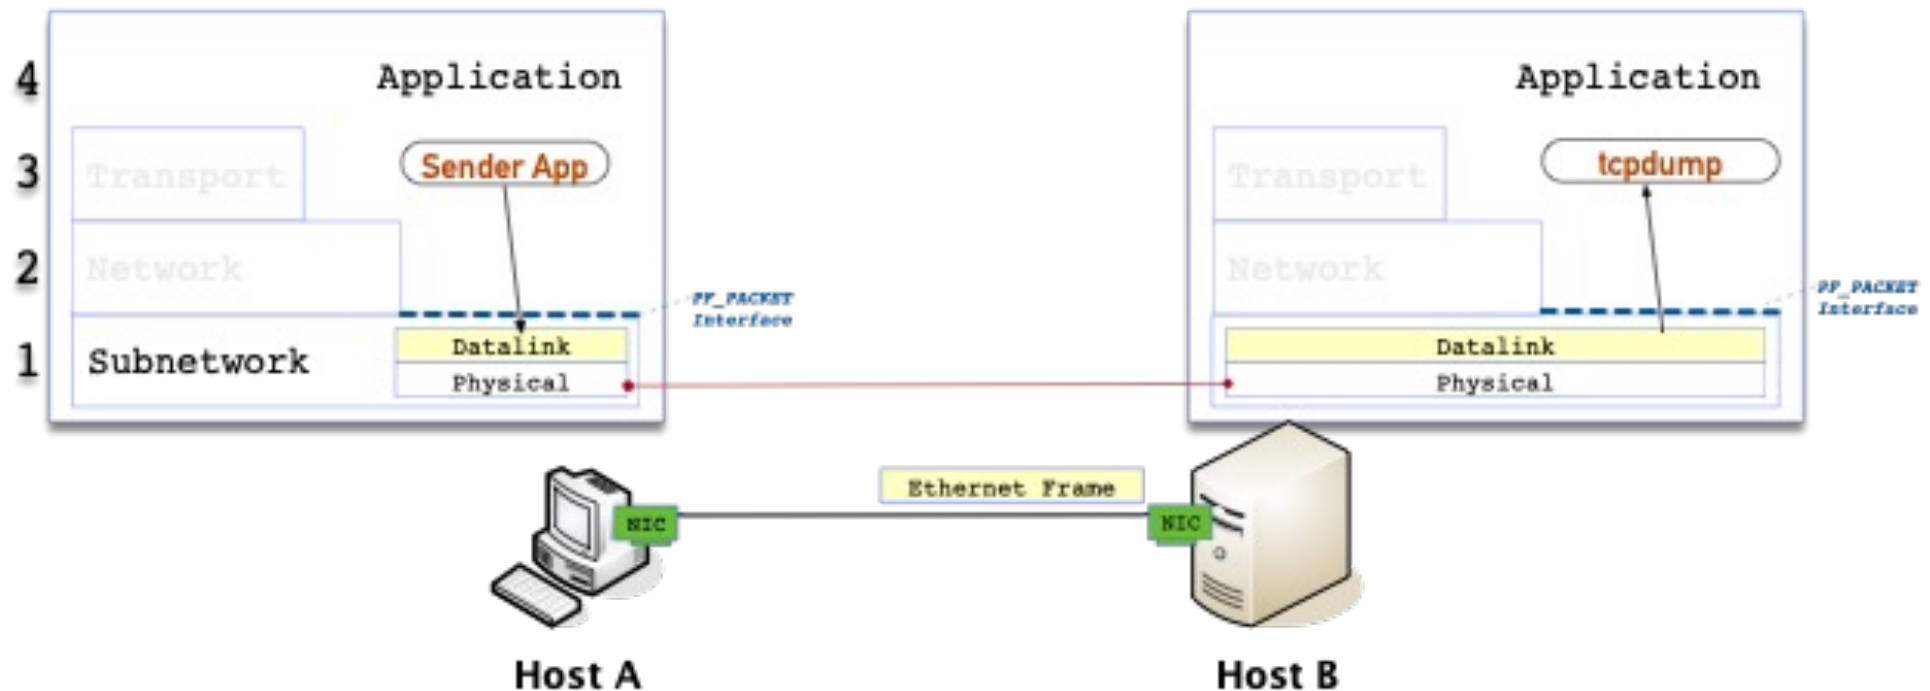 4
Application
Application
3
Transport
Sender App
Transport
tcpdump
2
Network
PF_PACKET
Interface
Network
PF_PACKET
Interface
1
Subnetwork
Datalink
Physical
Datalink
Physical
Ethernet Frame
NIC
NIC
Host A
Host B